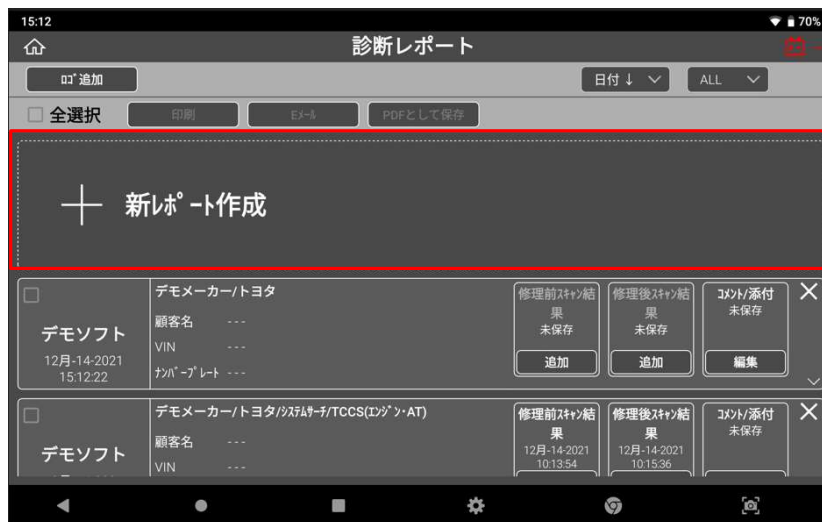 15:12
70%
診断レポート
ﾛｺﾞ追加
日付↓
ALL
全選択
印刷
Eﾒｰﾙ
PDFとして保存
新ﾚﾎﾟｰﾄ作成
デモソフト
12月-14-2021
15:12:22
デモメーカー/トヨタ
顧客名 ---
VIN ---
ﾅﾝﾊﾞｰﾌﾟﾚｰﾄ ---
修理前ｽｷｬﾝ結
果
未保存
追加
修理後ｽｷｬﾝ結
果
未保存
追加
ｺﾒﾝﾄ/添付
未保存
編集
デモソフト
デモメーカー/トヨタ/ｼｽﾃﾑｻｰﾁ/TCCS(ｴﾝｼﾞﾝ･AT)
顧客名 ---
VIN ---
修理前ｽｷｬﾝ結
果
12月-14-2021
10:13:54
修理後ｽｷｬﾝ結
果
12月-14-2021
10:15:36
ｺﾒﾝﾄ/添付
未保存